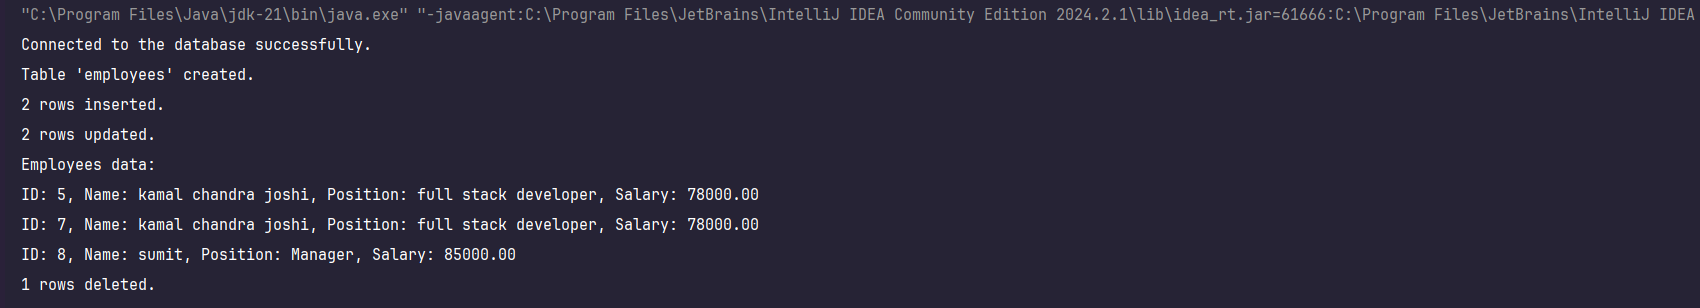 "C:\Program Files\Java\jdk-21\bin\java.exe" "-javaagent:C:\Program Files\JetBrains\IntelliJ IDEA Community Edition 2024.2.1\lib\idea_rt.jar=61666:C:\Program Files\JetBrains\IntelliJ IDEA
Connected to the database successfully.
Table 'employees' created.
2 rows inserted.
2 rows updated.
Employees data:
ID: 5, Name: kamal chandra joshi, Position: full stack developer, Salary: 78000.00
ID: 7, Name: kamal chandra joshi, Position: full stack developer, Salary: 78000.00
ID: 8, Name: sumit, Position: Manager, Salary: 85000.00
1 rows deleted.